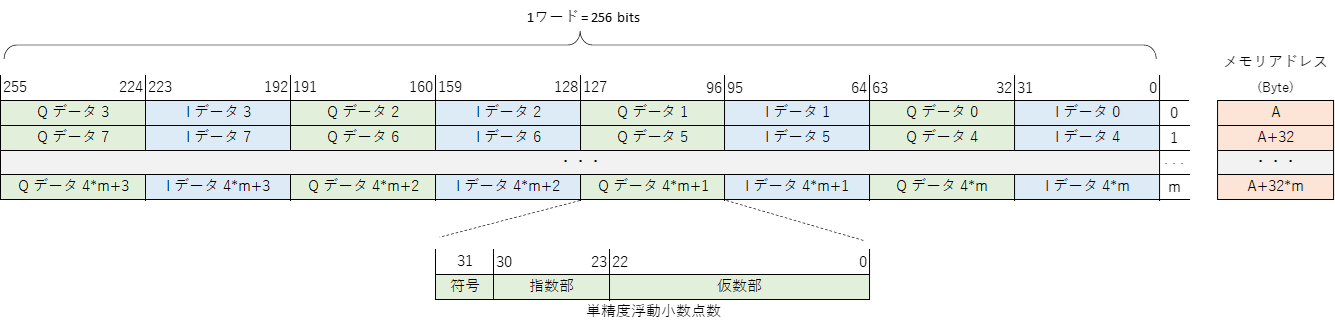 1ワード = 256 bits
メモリアドレス
(Byte)
255 224 223 192 191 160 159 128 127 96 95 64 63 32 31 0
Q データ 3 I データ 3 Q データ 2 I データ 2 Q データ 1 I データ 1 Q データ 0 I データ 0 0 A
Q データ 7 I データ 7 Q データ 6 I データ 6 Q データ 5 I データ 5 Q データ 4 I データ 4 1 A+32
・・・ ・・・ ・・・
Q データ 4*m+3 I データ 4*m+3 Q データ 4*m+2 I データ 4*m+2 Q データ 4*m+1 I データ 4*m+1 Q データ 4*m I データ 4*m m A+32*m
31 30 23 22 0
符号 指数部 仮数部
単精度浮動小数点数